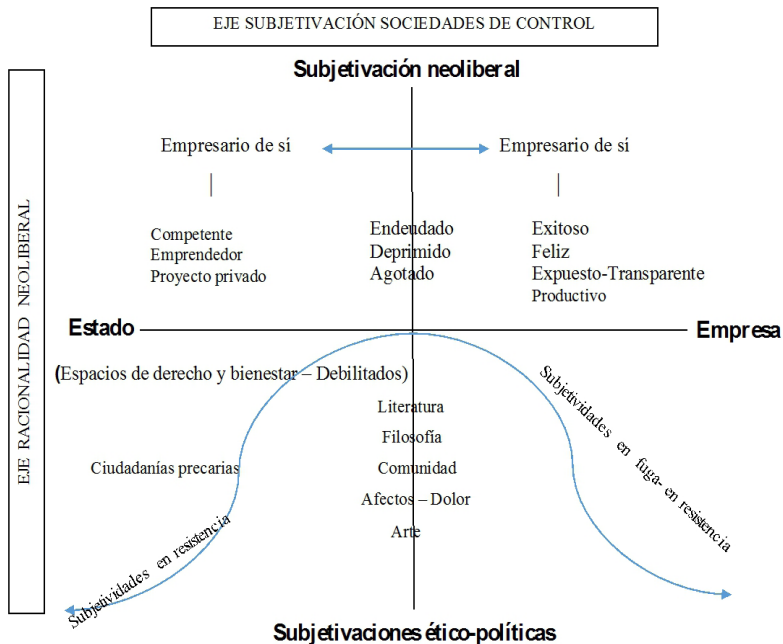 EJE SUBJETIVACIÓN SOCIEDADES DE CONTROL
Subjetivación neoliberal
EJE RACIONALIDAD NEOLIBERAL
Empresario de sí
Empresario de sí
Competente
Emprendedor
Proyecto privado
Endeudado
Deprimido
Agotado
Exitoso
Feliz
Expuesto-Transparente
Productivo
Estado
Empresa
(Espacios de derecho y bienestar – Debilitados)
Literatura
Filosofía
Comunidad
Afectos – Dolor
Arte
Ciudadanías precarias
Subjetividades en resistencia
Subjetividades en fuga- en resistencia
Subjetivaciones ético-políticas